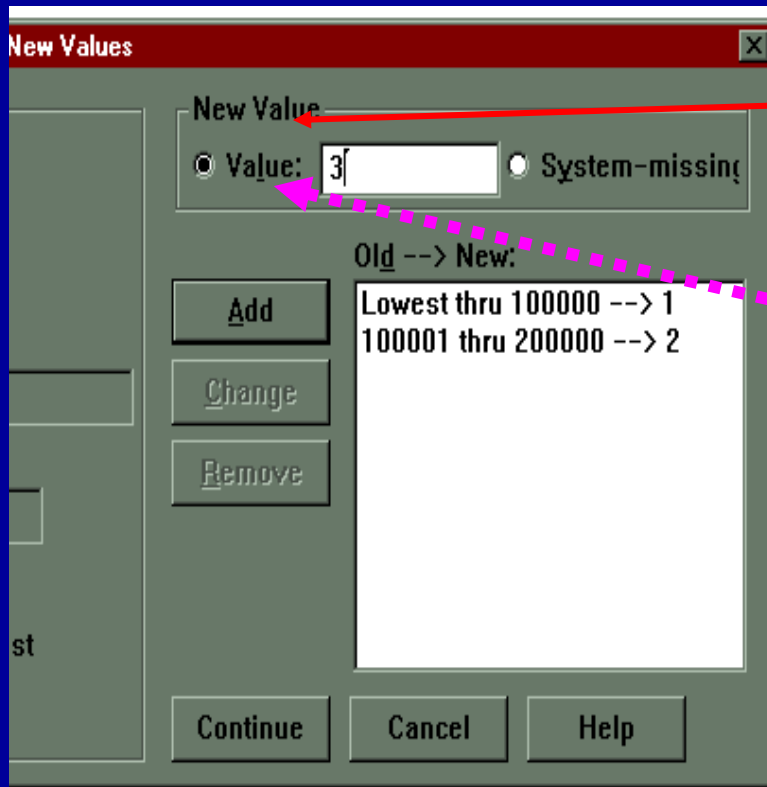 New Values
New Value
Value: 3 System-missing
Old --> New:
Add
Lowest thru 100000 --> 1
100001 thru 200000 --> 2
Change
Remove
st
Continue Cancel Help